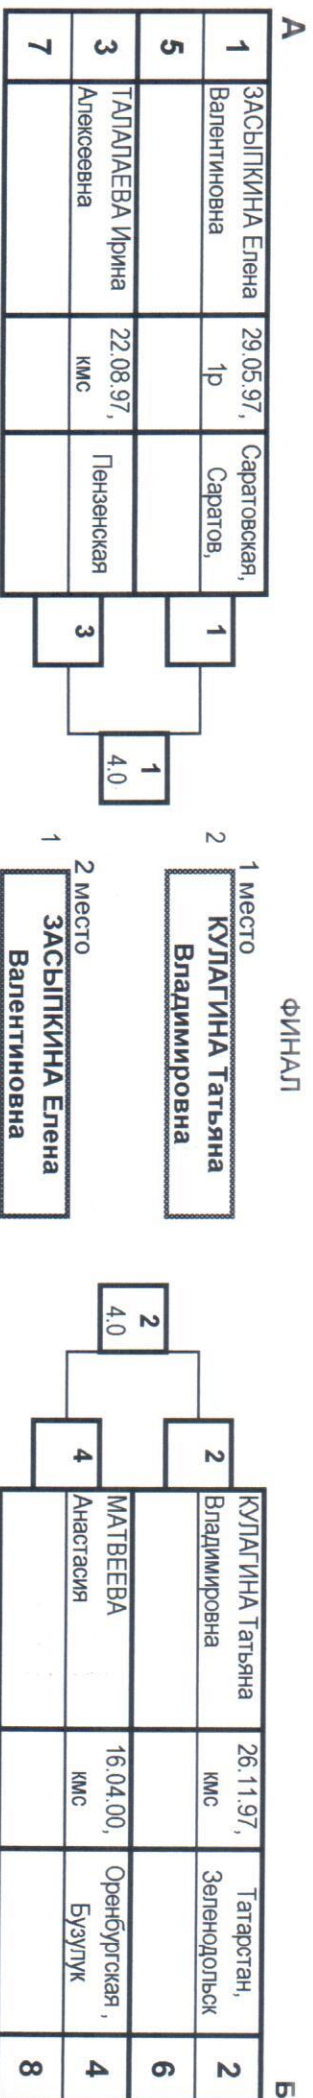 А
1
ЗАСЫПКИНА Елена
Валентиновна
29.05.97,
1р
Саратовская,
Саратов,
5
3
ТАПАЛАЕВА Ирина
Алексеевна
22.08.97,
кмс
Пензенская
7
1
3
1
4.0
ФИНАЛ
1 место
2
КУЛАГИНА Татьяна
Владимировна
2 место
1
ЗАСЫПКИНА Елена
Валентиновна
2
4.0
2
4
Б
КУЛАГИНА Татьяна
Владимировна
26.11.97,
кмс
Татарстан,
Зеленодольск
2
6
МАТВЕЕВА
Анастасия
16.04.00,
кмс
Оренбургская ,
Бузулук
4
8